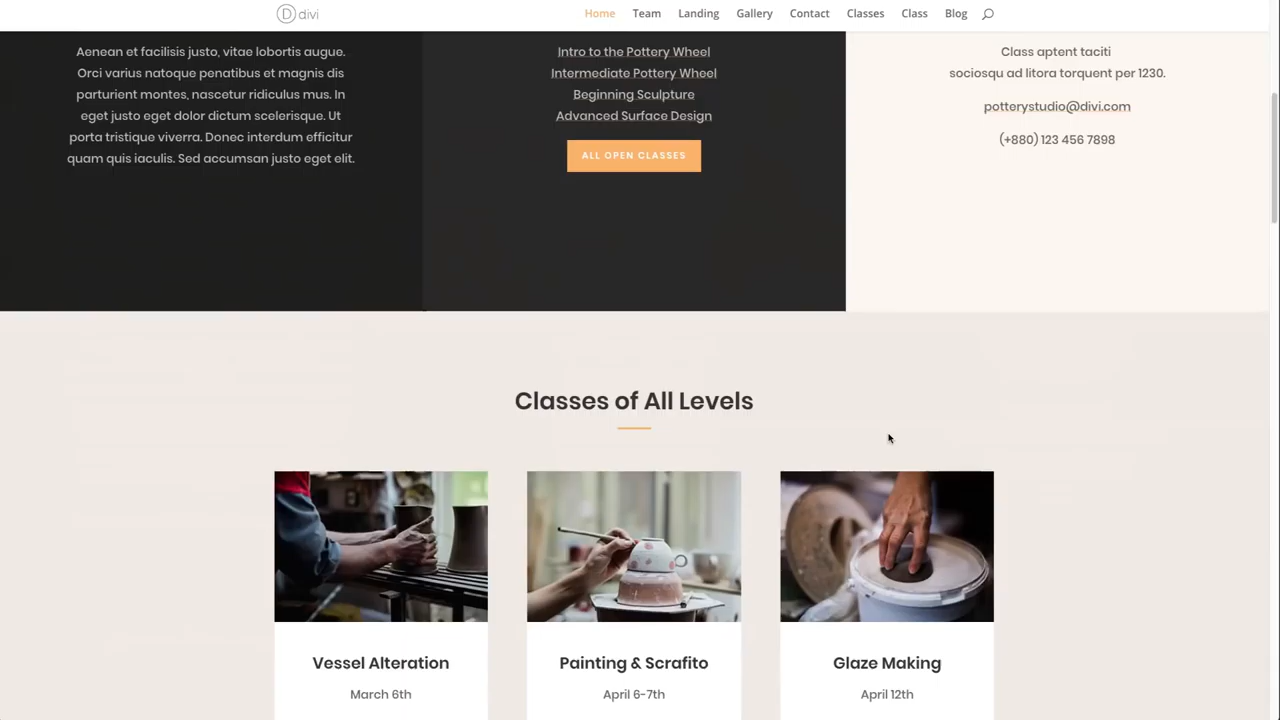 divi
Home Team Landing Gallery Contact Classes Class Blog
Aenean et facilisis justo, vitae lobortis augue.
Orci varius natoque penatibus et magnis dis
parturient montes, nascetur ridiculus mus. In
eget justo eget dolor dictum scelerisque. Ut
porta tristique viverra. Donec interdum efficitur
quam quis iaculis. Sed accumsan justo eget elit.
Intro to the Pottery Wheel
Intermediate Pottery Wheel
Beginning Sculpture
Advanced Surface Design
ALL OPEN CLASSES
Class aptent taciti
sociosqu ad litora torquent per 1230.
potterystudio@divi.com
(+880) 123 456 7898
Classes of All Levels
Vessel Alteration
March 6th
Painting & Scrafito
April 6-7th
Glaze Making
April 12th